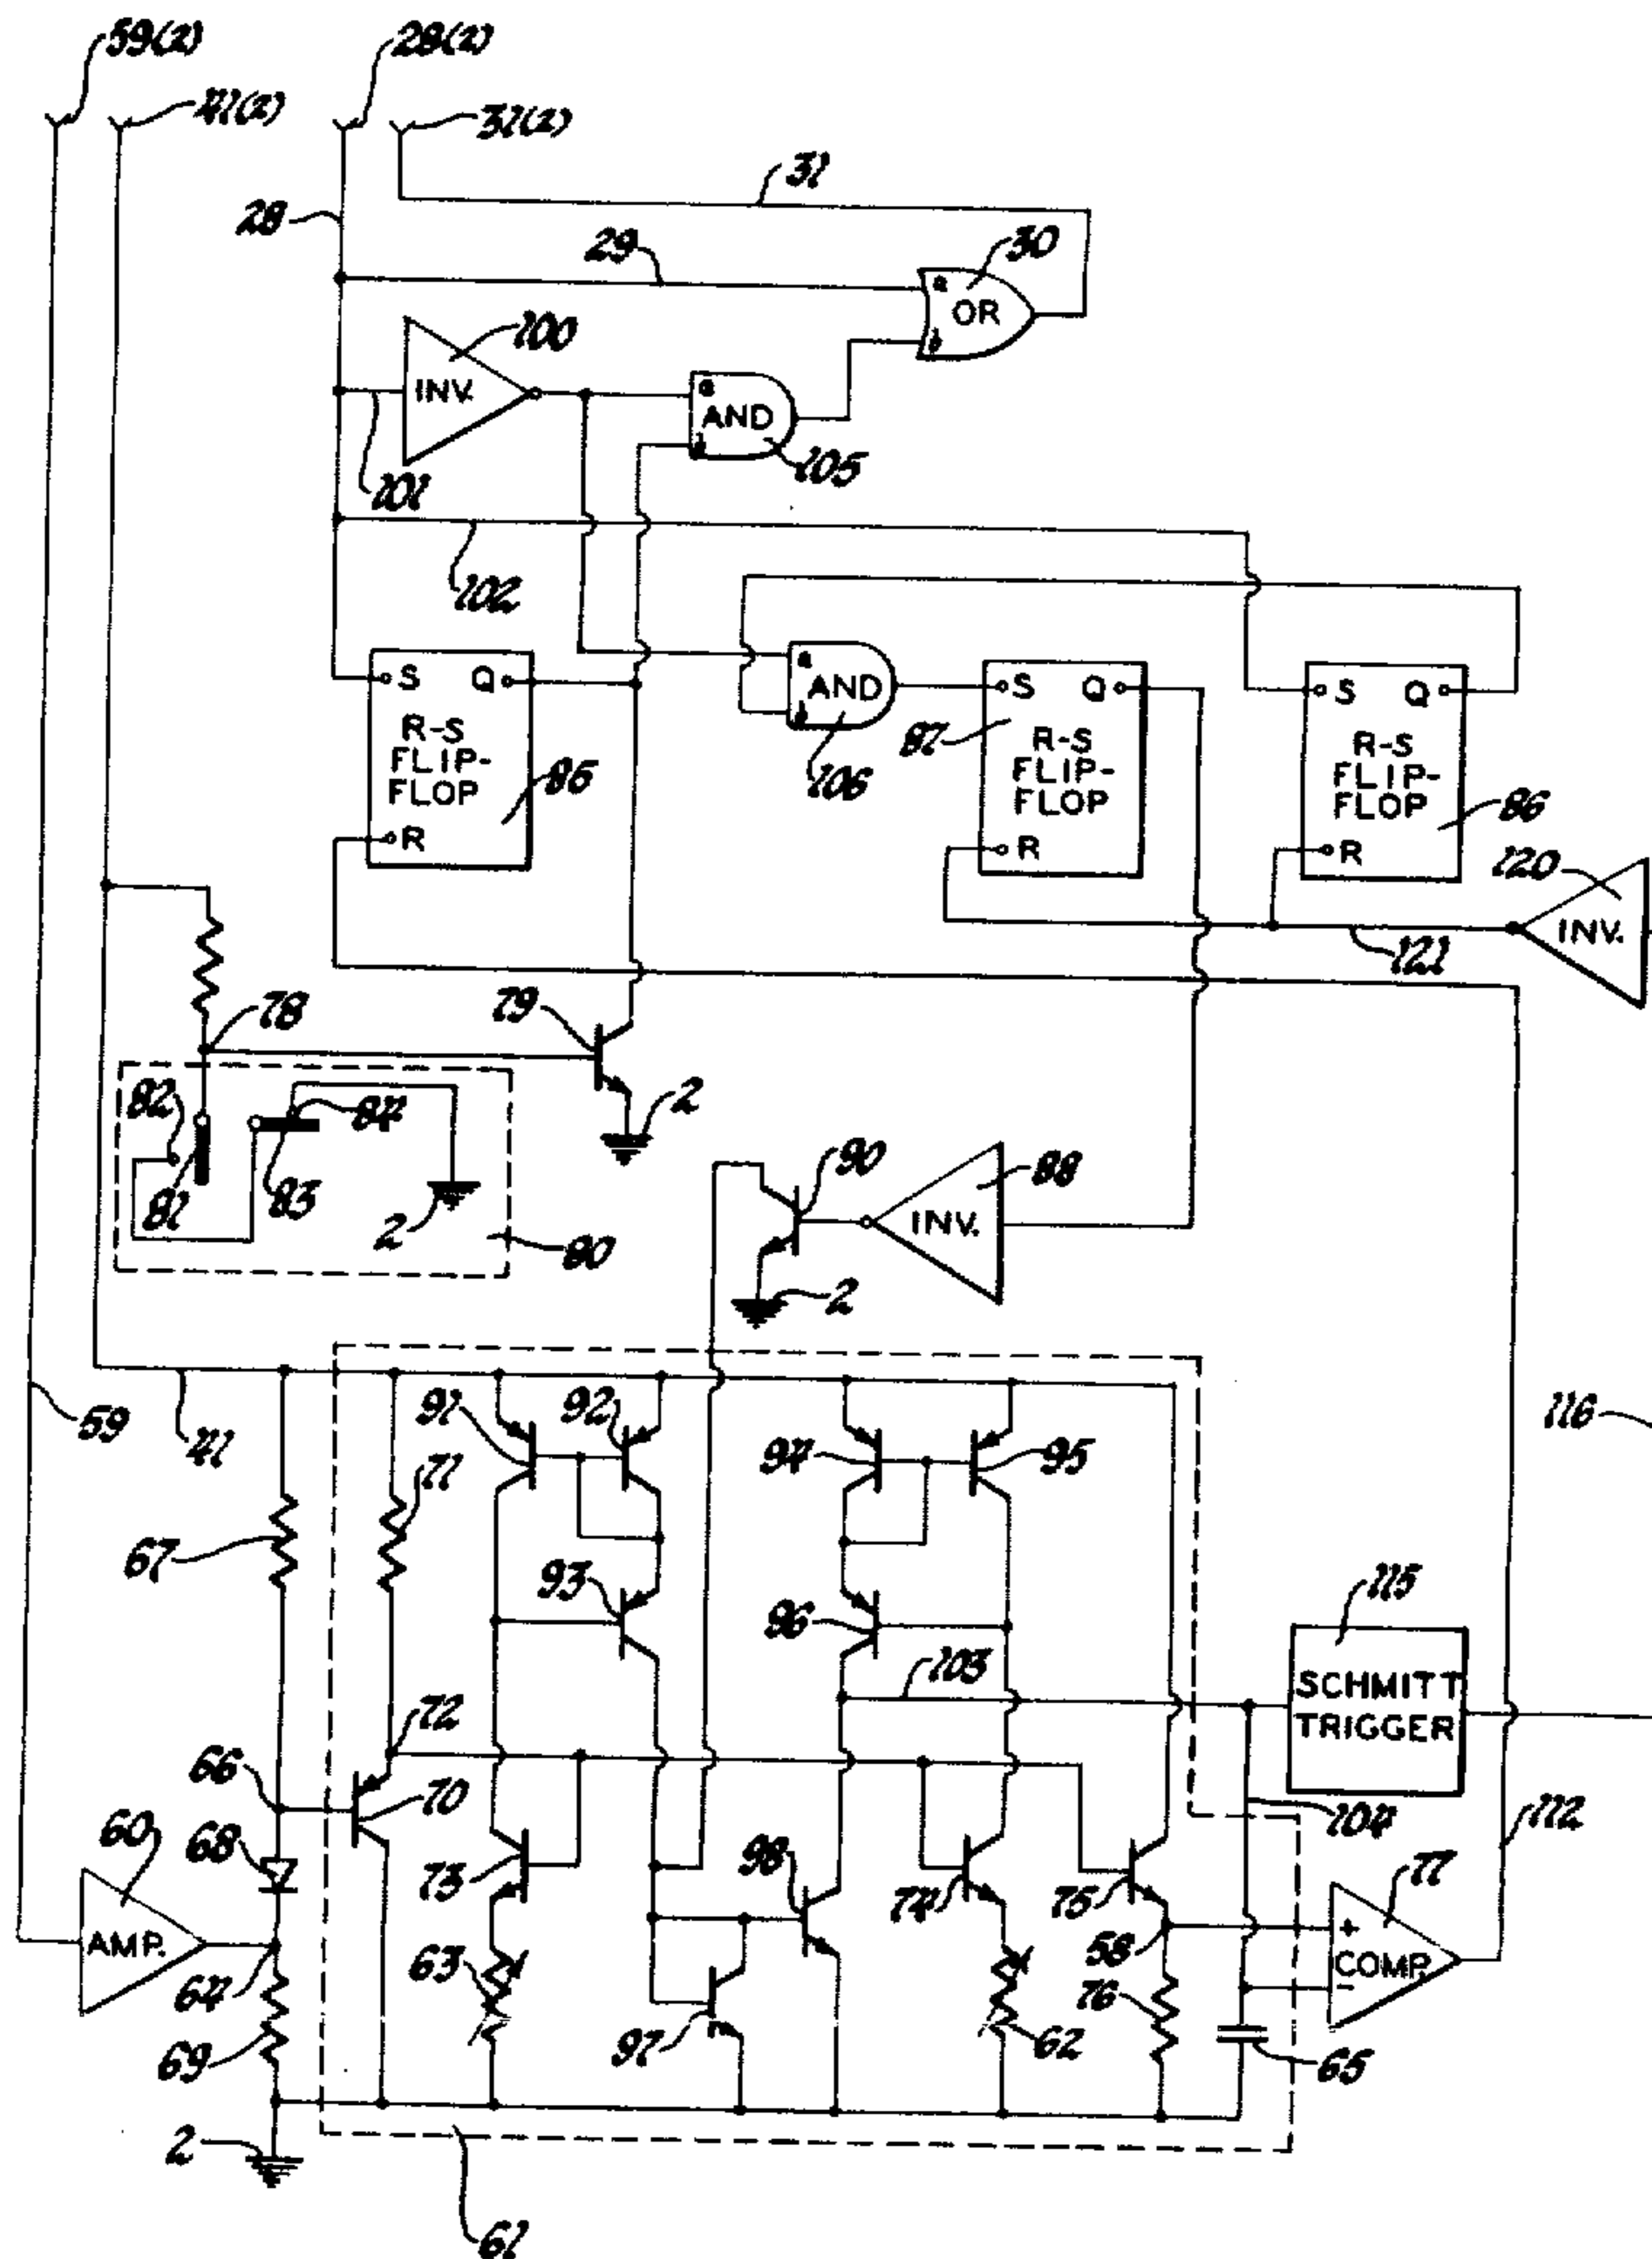 59(2)
28(2)
41(2)
31(2)
31
28
29
30
a
OR
b
100
INV.
a
AND
b
105
101
102
S Q
R-S
FLIP-
FLOP
85
R
a
AND
b
106
87
S Q
R-S
FLIP-
FLOP
R
S Q
R-S
FLIP-
FLOP
86
R
120
INV.
121
78
79
2
82
84
81
83
2
80
90
88
INV.
2
59
41
91
92
94
95
116
71
67
93
96
115
103
SCHMITT
TRIGGER
72
66
70
60
68
104
112
73
98
74
75
77
AMP.
64
63
58
+
COMP.
-
76
69
97
62
65
2
61